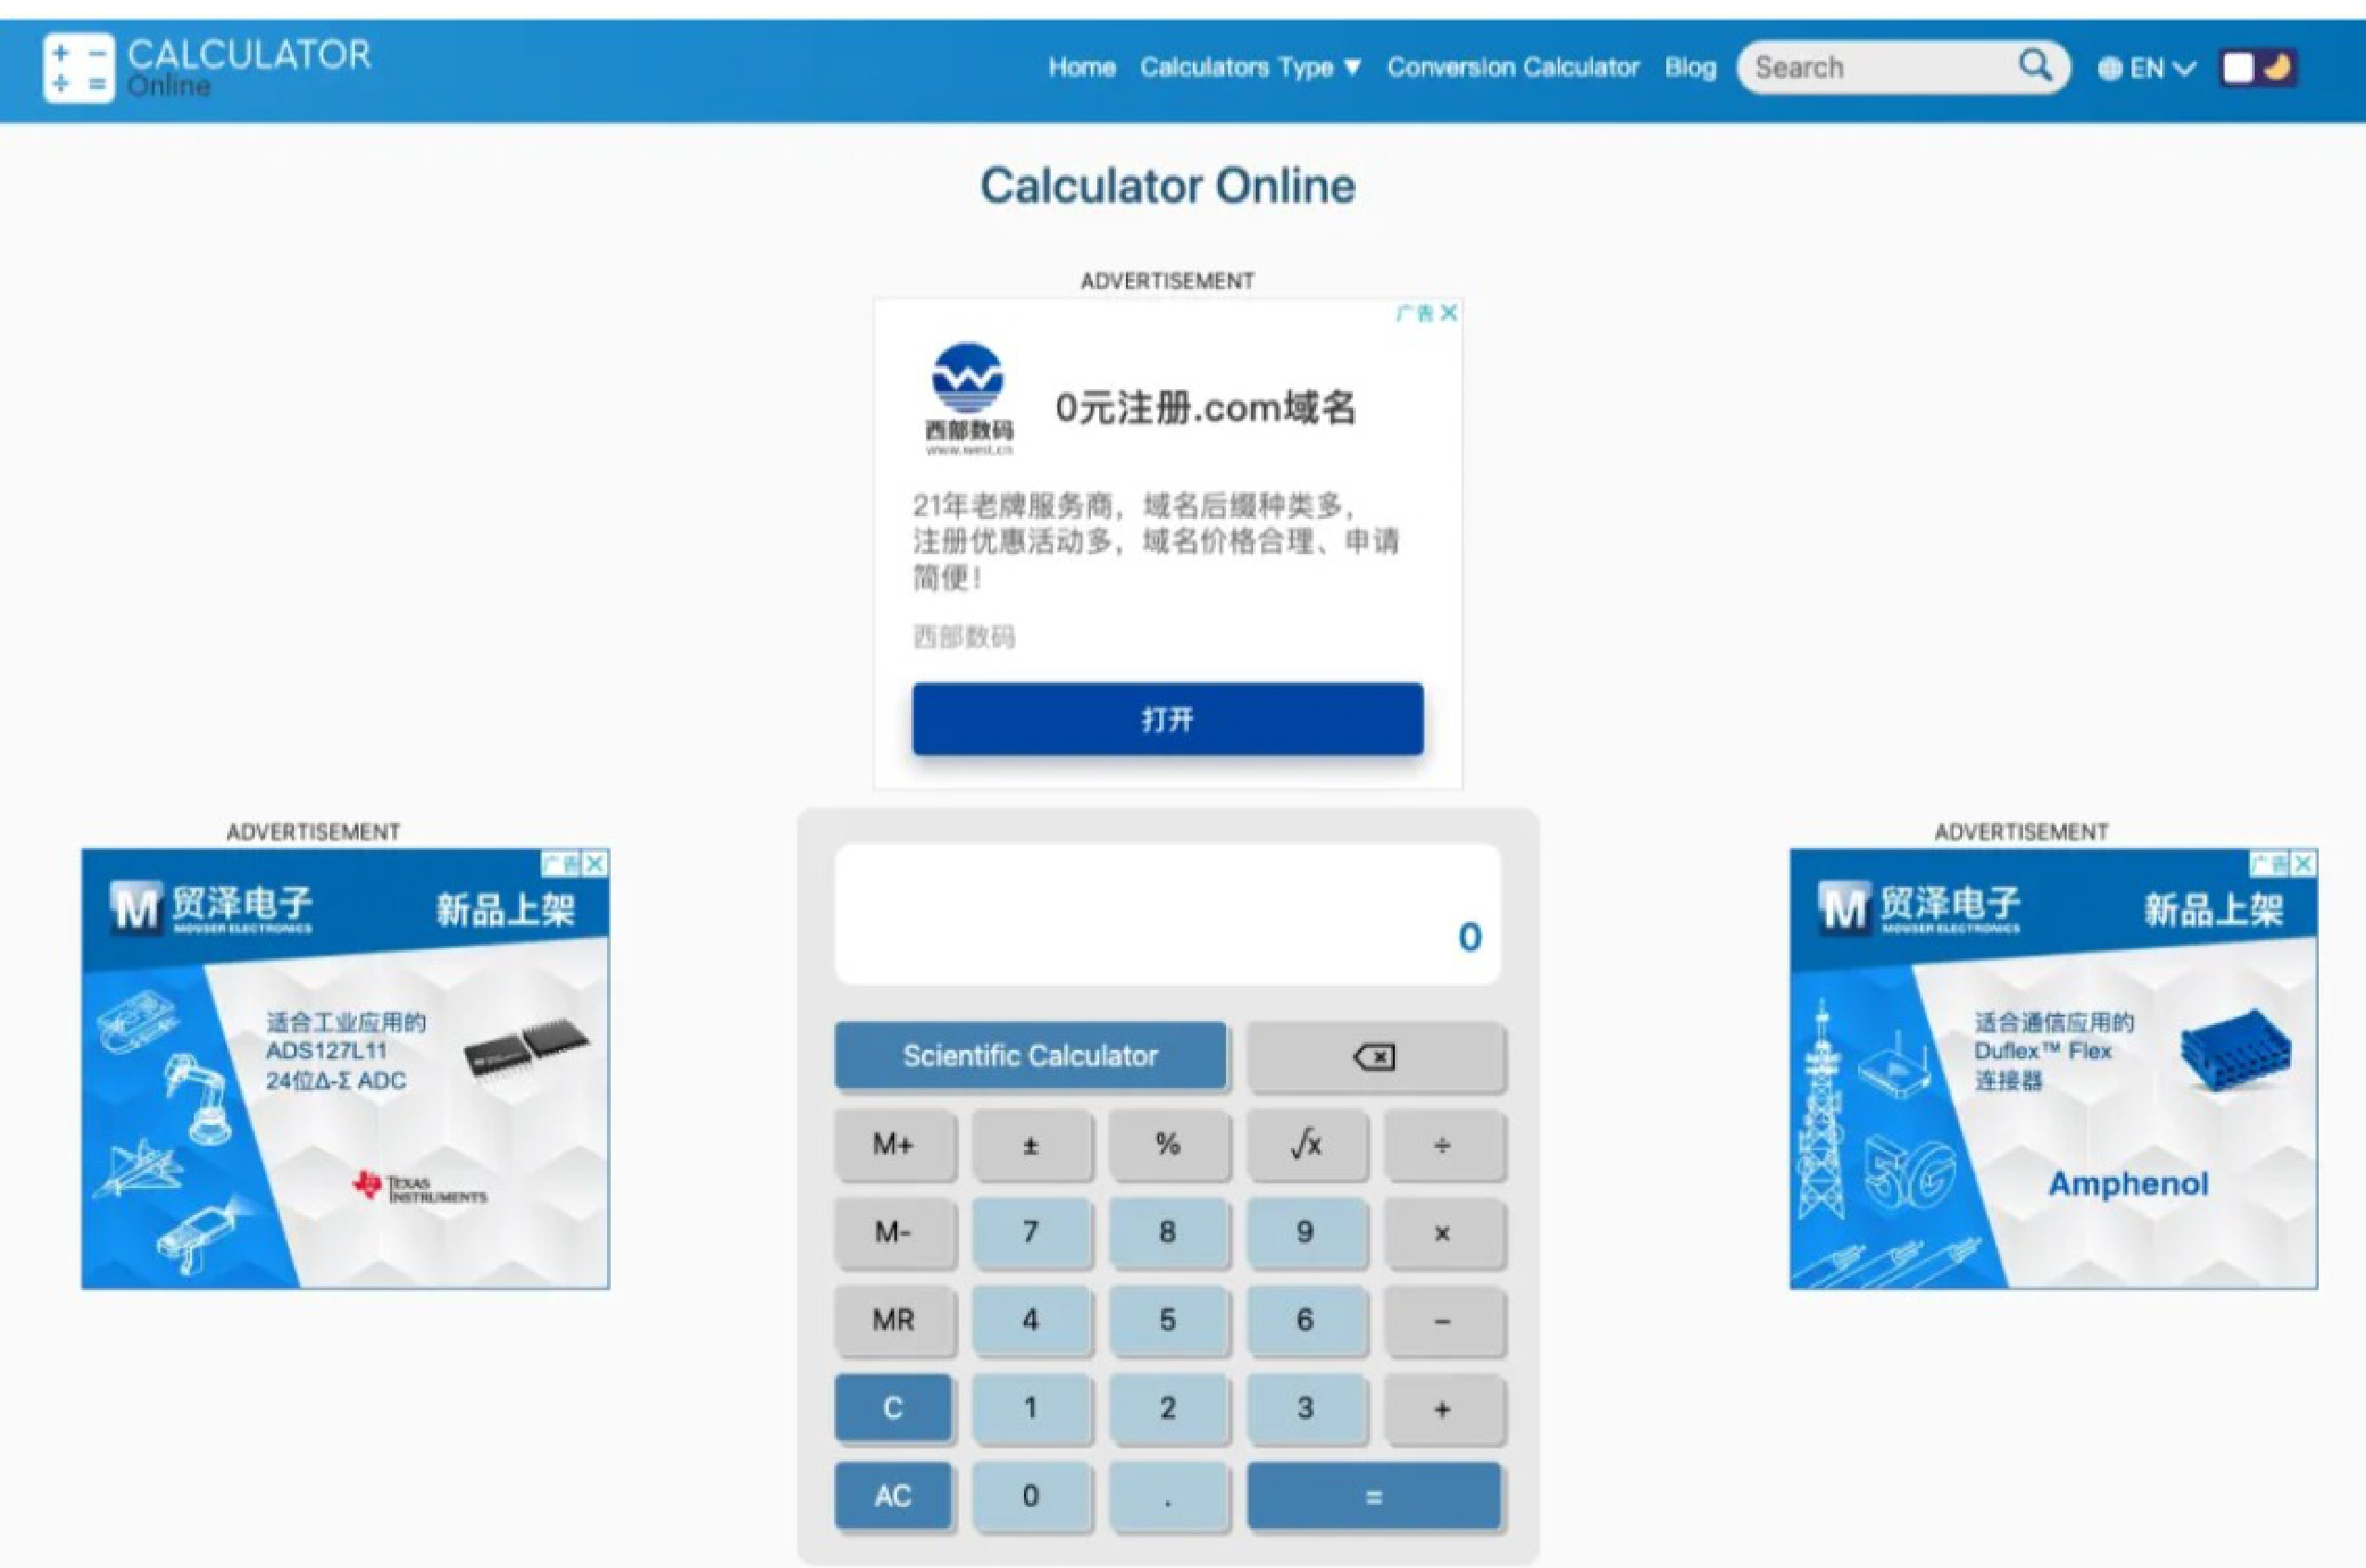 CALCULATOR
Online
Home Calculators Type ▼ Conversion Calculator Blog Search EN
Calculator Online
ADVERTISEMENT
广告
西部数码
www.west.cn
0元注册.com域名
21年老牌服务商，域名后缀种类多，
注册优惠活动多，域名价格合理、申请
简便！
西部数码
打开
ADVERTISEMENT
广告
M 贸泽电子
MOUSER ELECTRONICS
新品上架
适合工业应用的
ADS127L11
24位Δ-Σ ADC
TEXAS
INSTRUMENTS
0
Scientific Calculator
M+ ± % √x ÷
M- 7 8 9 ×
MR 4 5 6 −
C 1 2 3 +
AC 0 . =
ADVERTISEMENT
广告
M 贸泽电子
MOUSER ELECTRONICS
新品上架
适合通信应用的
Duflex™ Flex
连接器
5G
Amphenol